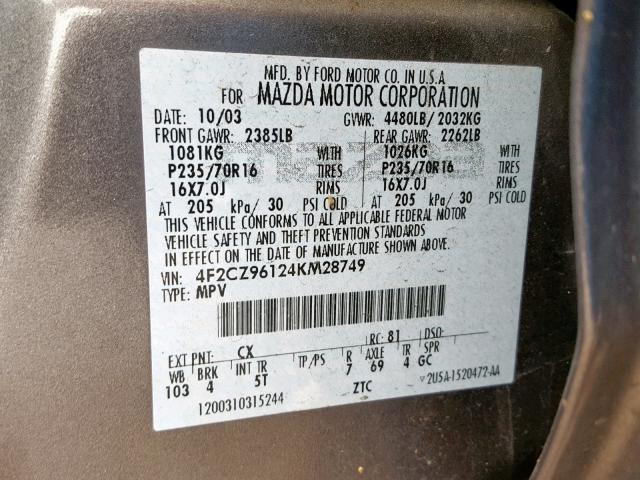 MFD. BY FORD MOTOR CO. IN U.S.A
FOR MAZDA MOTOR CORPORATION
DATE: 10/03 GVWR: 4480LB/ 2032KG
FRONT GAWR: 2385LB REAR GAWR: 2262LB
1081KG WITH 1026KG WITH
P235/70R16 TIRES P235/70R16 TIRES
16X7.0J RIMS 16X7.0J RIMS
AT 205 kPa/ 30 PSI COLD AT 205 kPa/ 30 PSI COLD
THIS VEHICLE CONFORMS TO ALL APPLICABLE FEDERAL MOTOR
VEHICLE SAFETY AND THEFT PREVENTION STANDARDS
IN EFFECT ON THE DATE OF MANUFACTURE SHOWN ABOVE.
VIN: 4F2CZ96124KM28749
TYPE: MPV
EXT PNT: CX RC: 81 DSO:
WB BRK INT TR TP/PS R AXLE TR SPR
103 4 5T 7 69 4 GC
1200310315244 ZTC 2U5A-1520472-AA